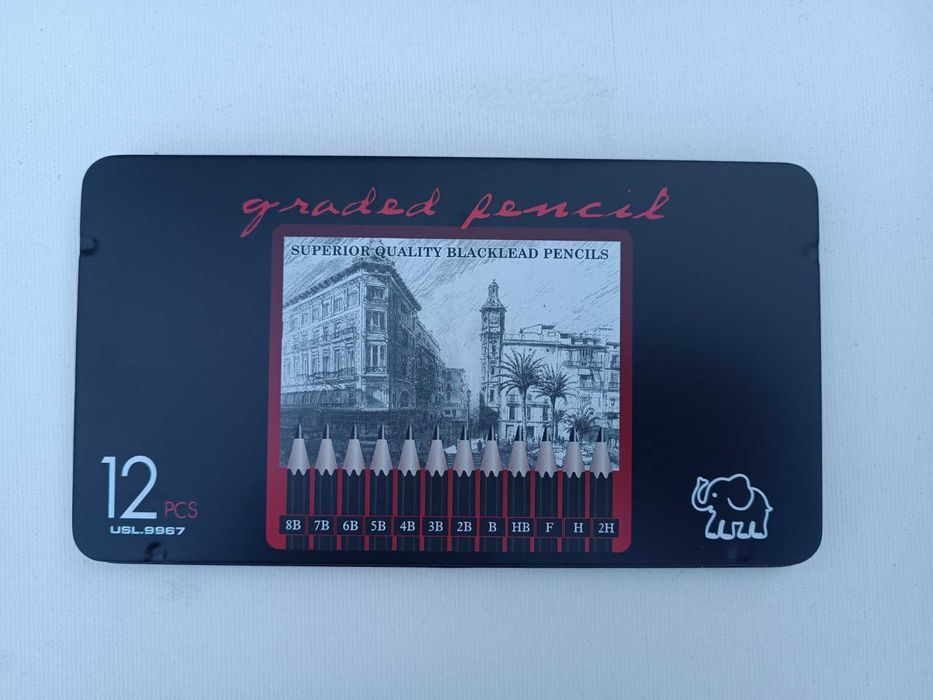 graded pencil
SUPERIOR QUALITY BLACKLEAD PENCILS
8B 7B 6B 5B 4B 3B 2B B HB F H 2H
12 PCS
USL.9967